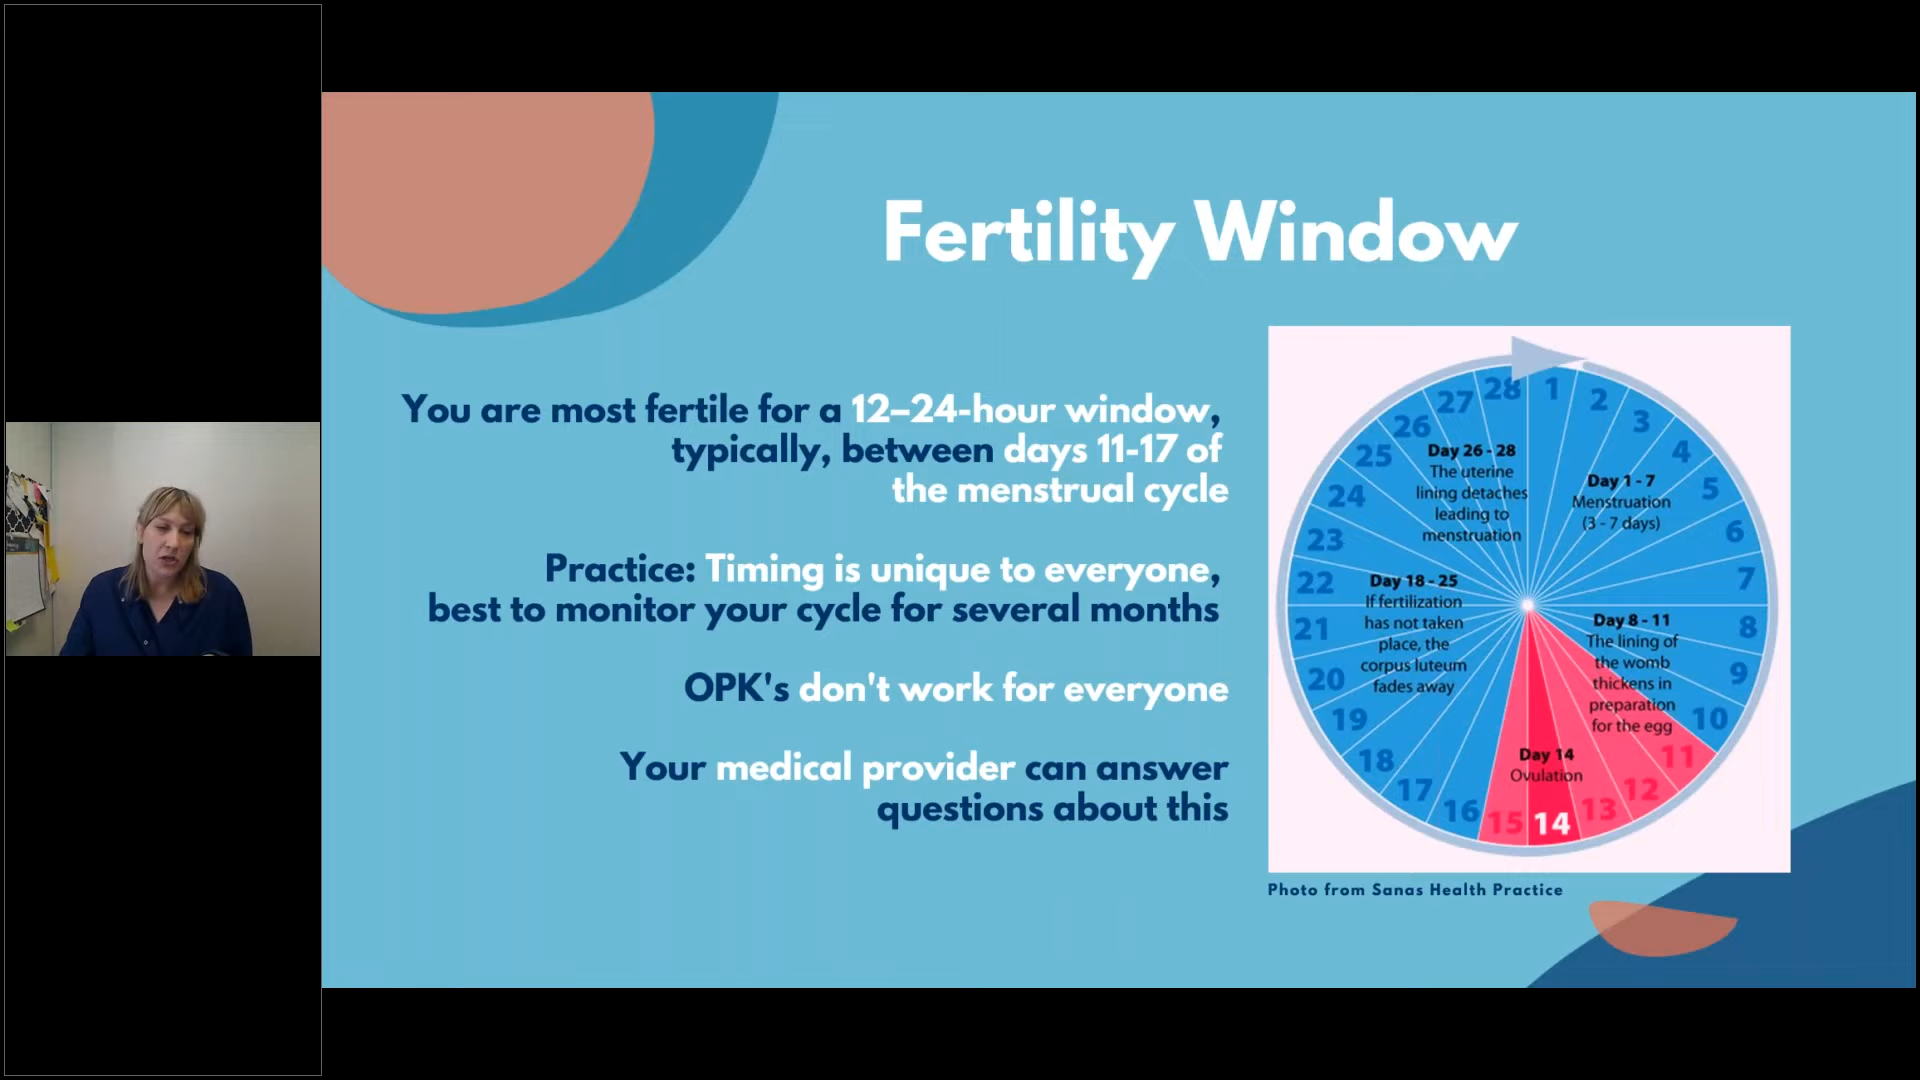 Fertility Window
You are most fertile for a 12–24-hour window,
typically, between days 11-17 of
the menstrual cycle
Practice: Timing is unique to everyone,
best to monitor your cycle for several months
OPK's don't work for everyone
Your medical provider can answer
questions about this
1
2
3
4
5
6
7
8
9
10
11
12
13
14
15
16
17
18
19
20
21
22
23
24
25
26
27
28
Day 1 - 7
Menstruation
(3 - 7 days)
Day 8 - 11
The lining of
the womb
thickens in
preparation
for the egg
Day 14
Ovulation
Day 18 - 25
If fertilization
has not taken
place, the
corpus luteum
fades away
Day 26 - 28
The uterine
lining detaches
leading to
menstruation
Photo from Sanas Health Practice